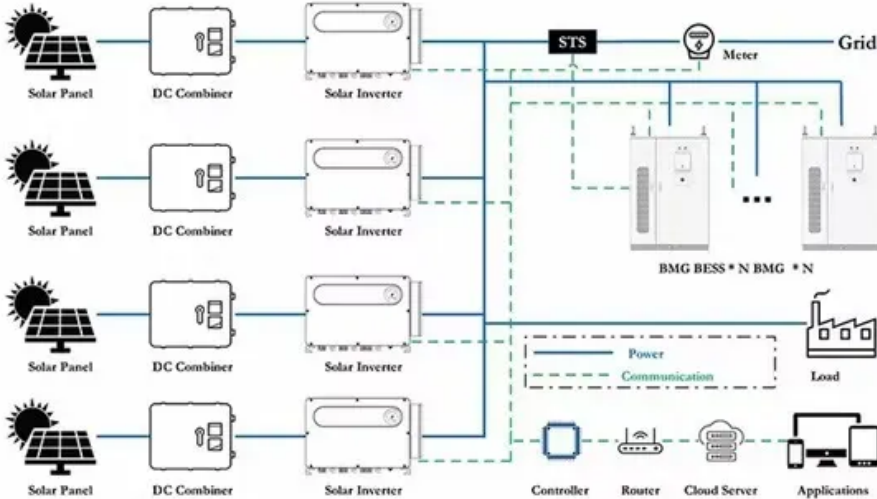 STS
Meter
Grid
Solar Panel
DC Combiner
Solar Inverter
Solar Panel
DC Combiner
Solar Inverter
BMG BESS * N BMG * N
Solar Panel
DC Combiner
Solar Inverter
Power
Communication
Load
Solar Panel
DC Combiner
Solar Inverter
Controller
Router
Cloud Server
Applications